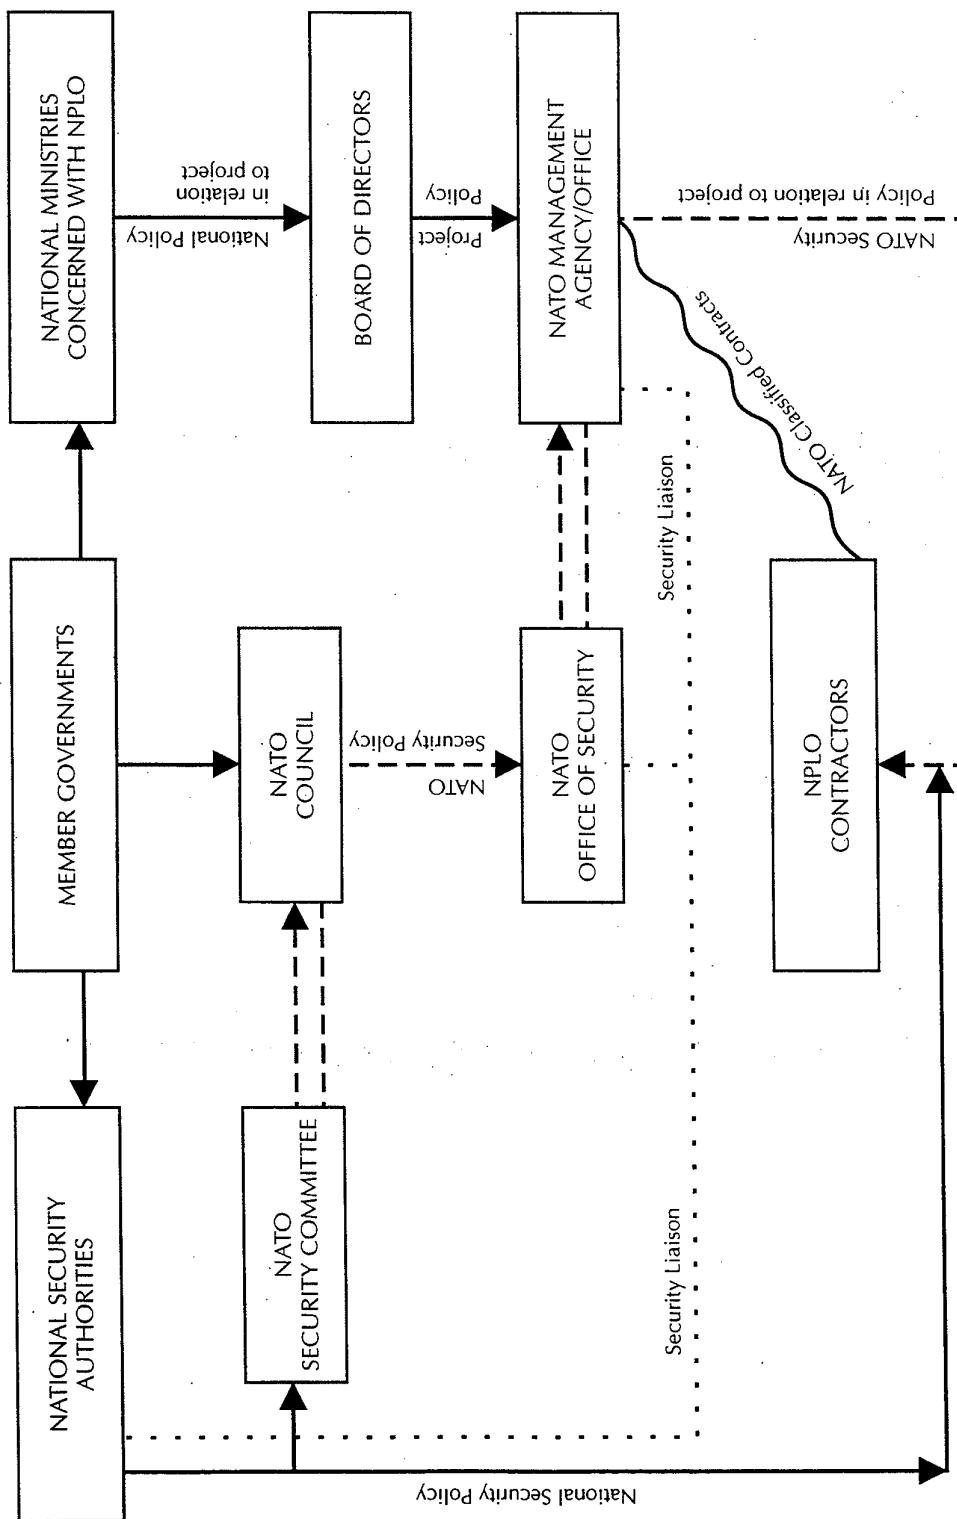 NATIONAL SECURITY
AUTHORITIES
MEMBER GOVERNMENTS
NATIONAL MINISTRIES
CONCERNED WITH NPLO
National Policy
in relation
to project
NATO
SECURITY COMMITTEE
NATO
COUNCIL
BOARD OF DIRECTORS
NATO
Security Policy
Project
Policy
NATO
OFFICE OF SECURITY
NATO MANAGEMENT
AGENCY/OFFICE
Security Liaison
Security Liaison
National Security Policy
NATO Classified Contracts
NATO Security
Policy in relation to project
NPLO
CONTRACTORS